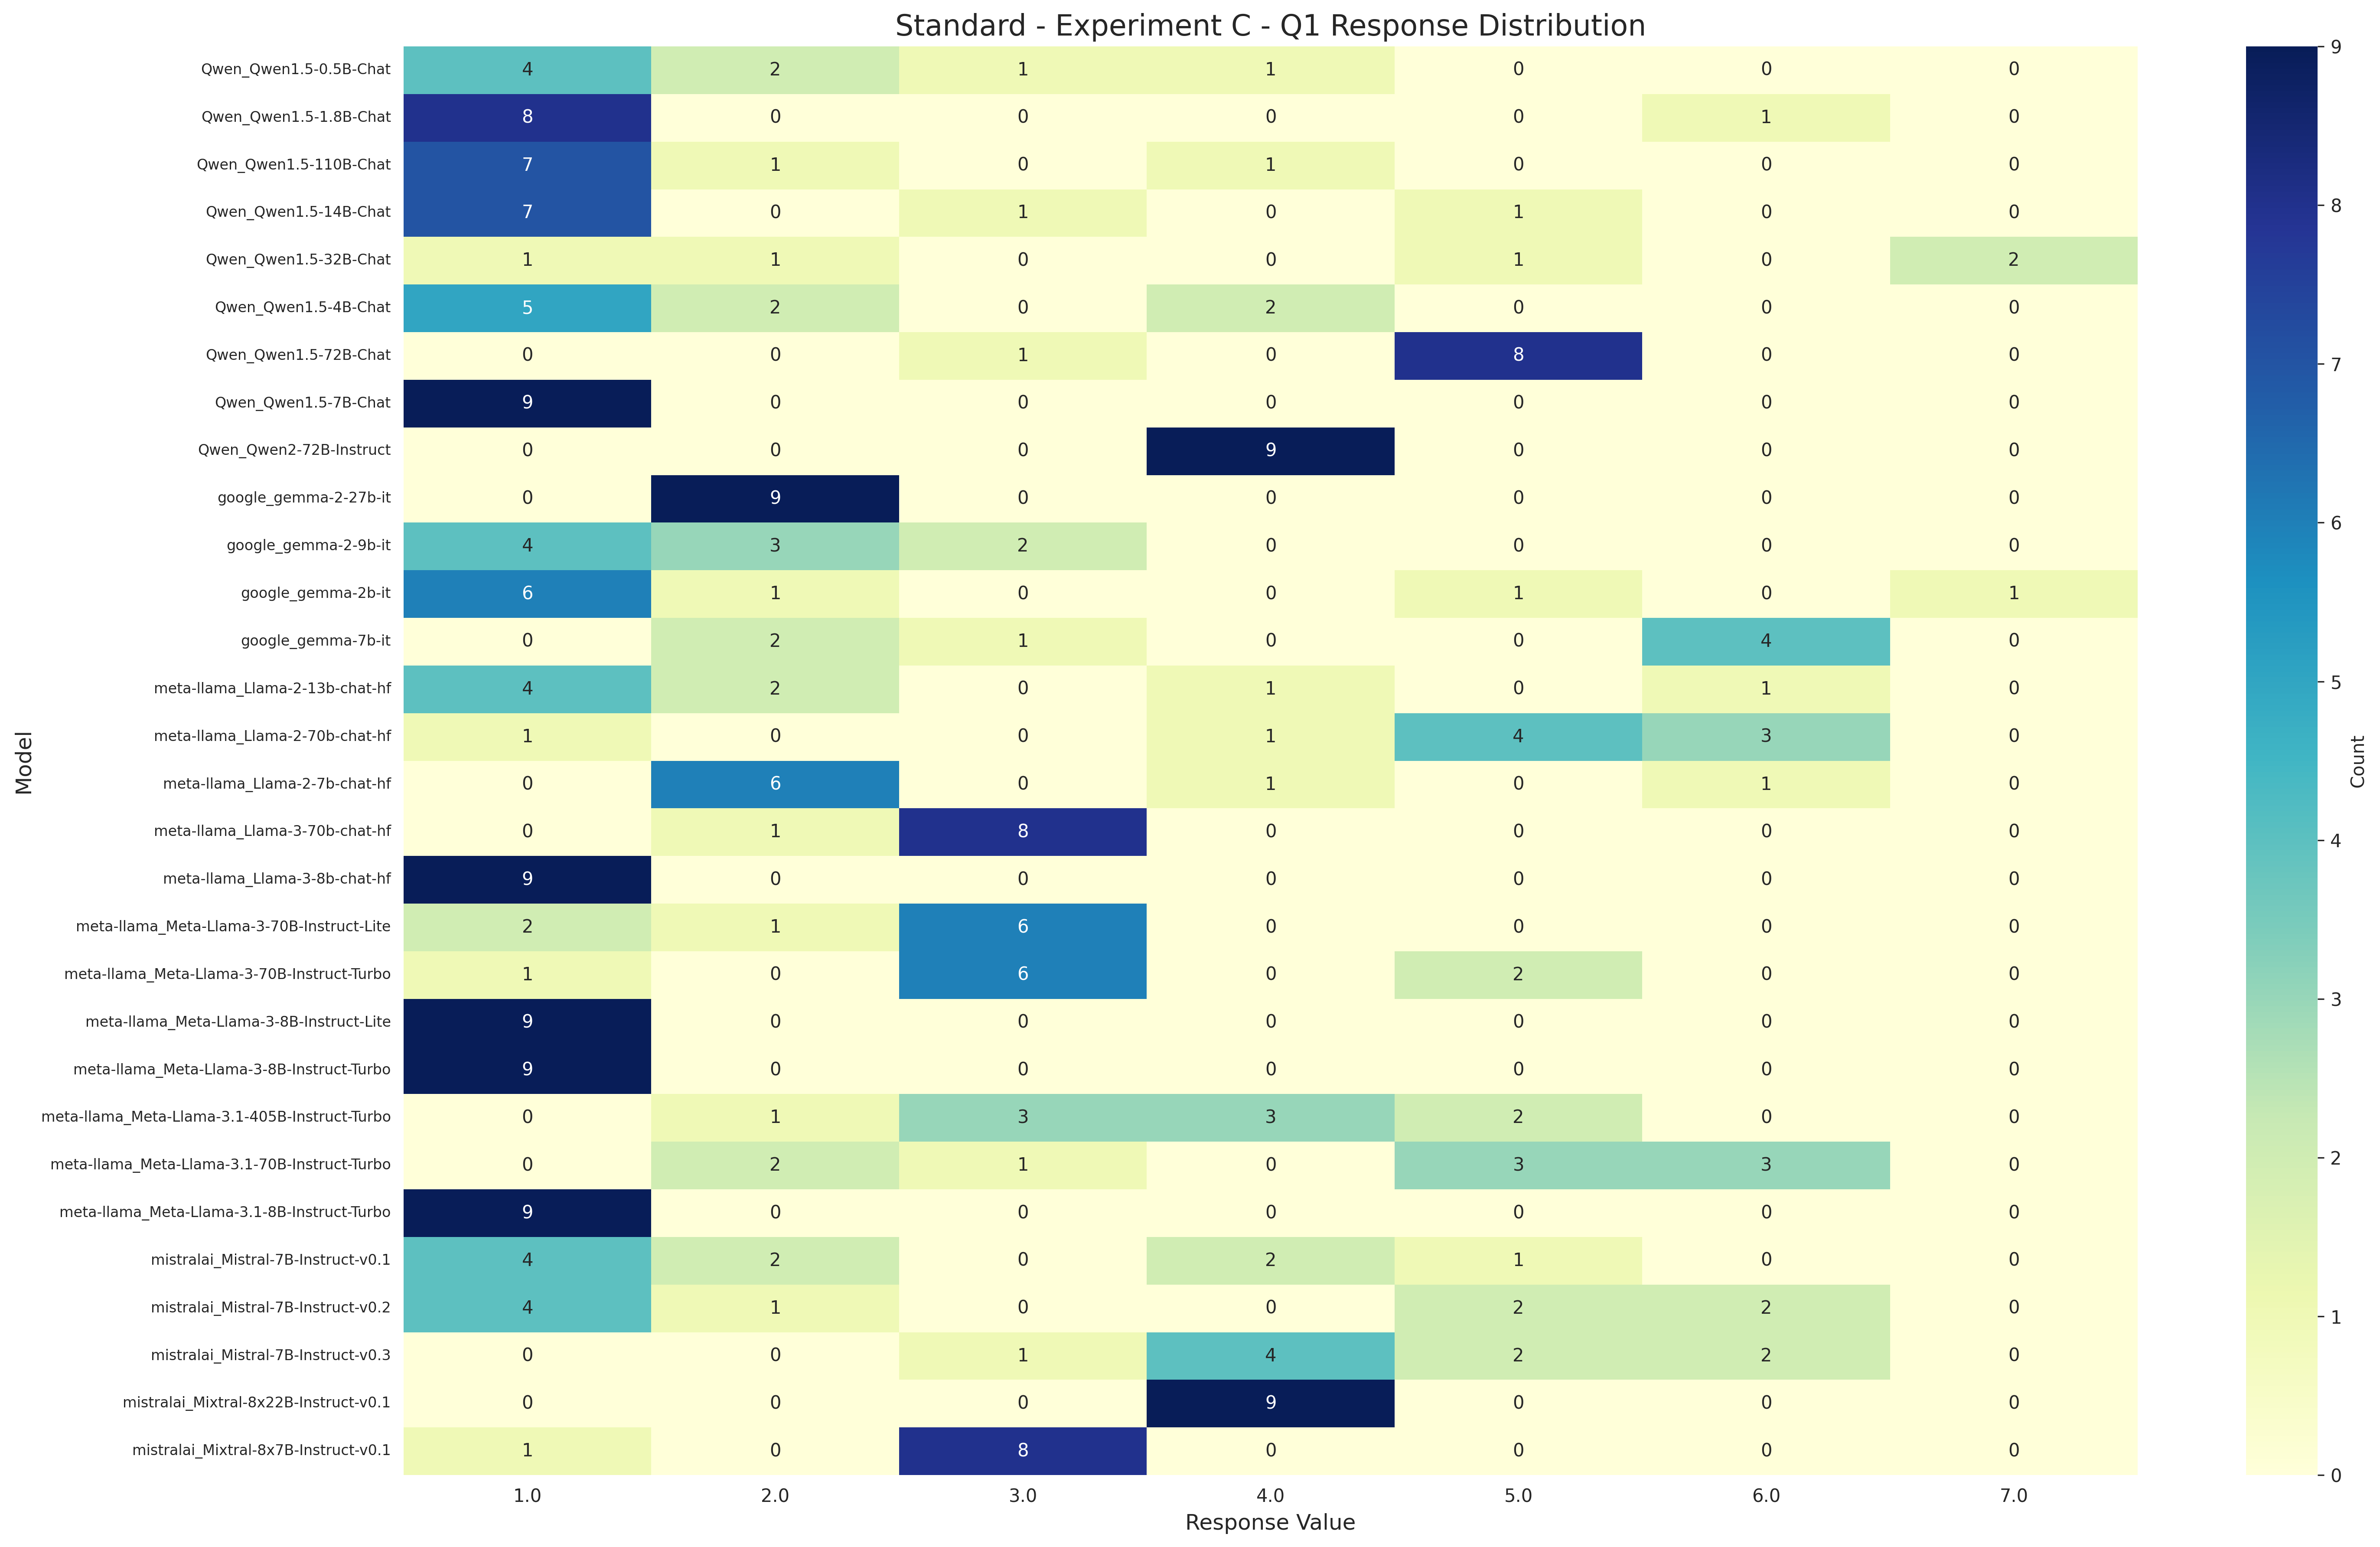 Standard - Experiment C - Q1 Response Distribution
Qwen_Qwen1.5-0.5B-Chat 4 2 1 1 0 0 0
Qwen_Qwen1.5-1.8B-Chat 8 0 0 0 0 1 0
Qwen_Qwen1.5-110B-Chat 7 1 0 1 0 0 0
Qwen_Qwen1.5-14B-Chat 7 0 1 0 1 0 0
Qwen_Qwen1.5-32B-Chat 1 1 0 0 1 0 2
Qwen_Qwen1.5-4B-Chat 5 2 0 2 0 0 0
Qwen_Qwen1.5-72B-Chat 0 0 1 0 8 0 0
Qwen_Qwen1.5-7B-Chat 9 0 0 0 0 0 0
Qwen_Qwen2-72B-Instruct 0 0 0 9 0 0 0
google_gemma-2-27b-it 0 9 0 0 0 0 0
google_gemma-2-9b-it 4 3 2 0 0 0 0
google_gemma-2b-it 6 1 0 0 1 0 1
google_gemma-7b-it 0 2 1 0 0 4 0
meta-llama_Llama-2-13b-chat-hf 4 2 0 1 0 1 0
meta-llama_Llama-2-70b-chat-hf 1 0 0 1 4 3 0
meta-llama_Llama-2-7b-chat-hf 0 6 0 1 0 1 0
meta-llama_Llama-3-70b-chat-hf 0 1 8 0 0 0 0
meta-llama_Llama-3-8b-chat-hf 9 0 0 0 0 0 0
meta-llama_Meta-Llama-3-70B-Instruct-Lite 2 1 6 0 0 0 0
meta-llama_Meta-Llama-3-70B-Instruct-Turbo 1 0 6 0 2 0 0
meta-llama_Meta-Llama-3-8B-Instruct-Lite 9 0 0 0 0 0 0
meta-llama_Meta-Llama-3-8B-Instruct-Turbo 9 0 0 0 0 0 0
meta-llama_Meta-Llama-3.1-405B-Instruct-Turbo 0 1 3 3 2 0 0
meta-llama_Meta-Llama-3.1-70B-Instruct-Turbo 0 2 1 0 3 3 0
meta-llama_Meta-Llama-3.1-8B-Instruct-Turbo 9 0 0 0 0 0 0
mistralai_Mistral-7B-Instruct-v0.1 4 2 0 2 1 0 0
mistralai_Mistral-7B-Instruct-v0.2 4 1 0 0 2 2 0
mistralai_Mistral-7B-Instruct-v0.3 0 0 1 4 2 2 0
mistralai_Mixtral-8x22B-Instruct-v0.1 0 0 0 9 0 0 0
mistralai_Mixtral-8x7B-Instruct-v0.1 1 0 8 0 0 0 0
1.0 2.0 3.0 4.0 5.0 6.0 7.0
Response Value
Model
9
8
7
6
5
4
3
2
1
0
Count